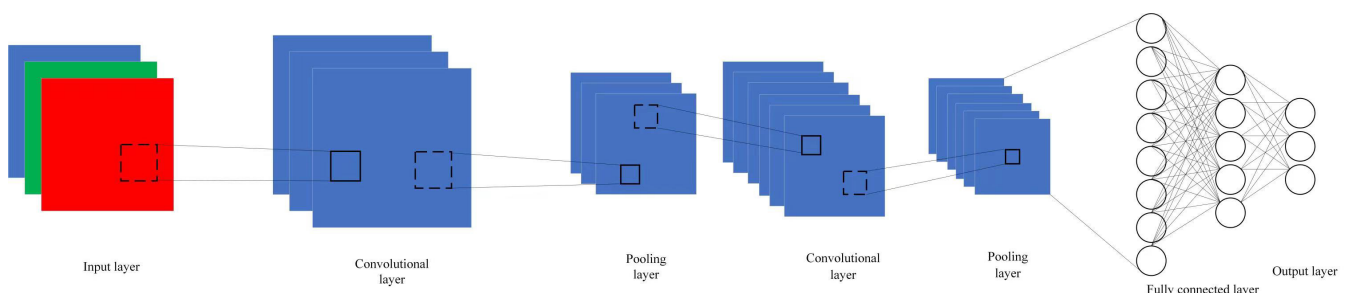 Input layer
Convolutional
layer
Pooling
layer
Convolutional
layer
Pooling
layer
Fully connected layer
Output layer